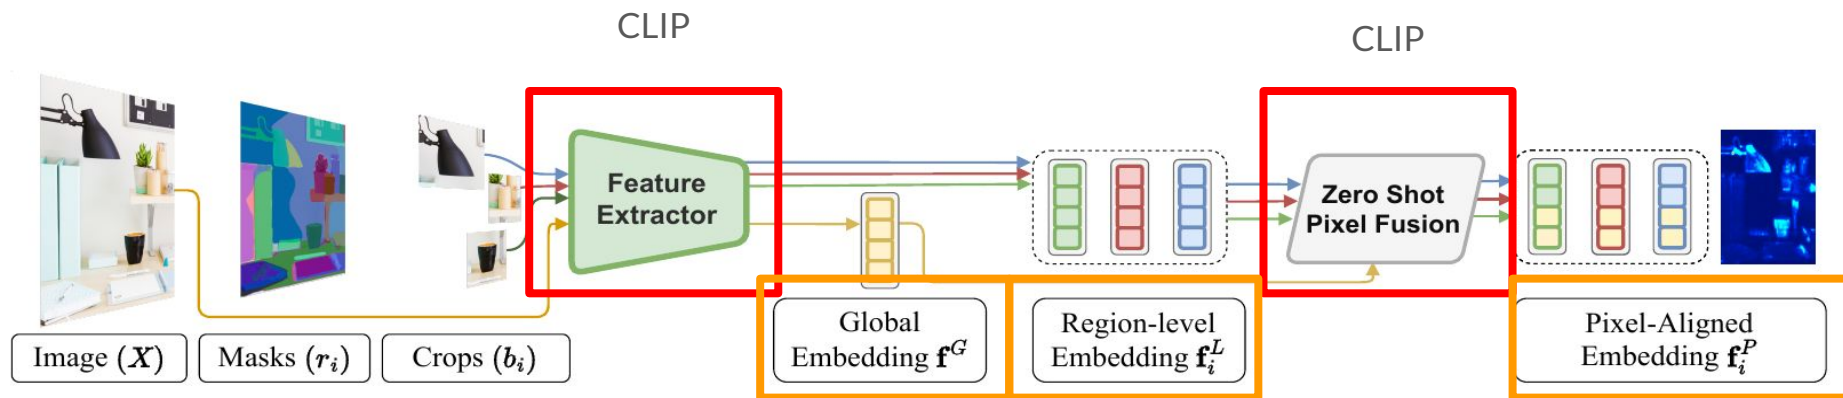 CLIP
CLIP
Feature
Extractor
Zero Shot
Pixel Fusion
Image (X)
Masks (r_i)
Crops (b_i)
Global
Embedding f^G
Region-level
Embedding f_i^L
Pixel-Aligned
Embedding f_i^P